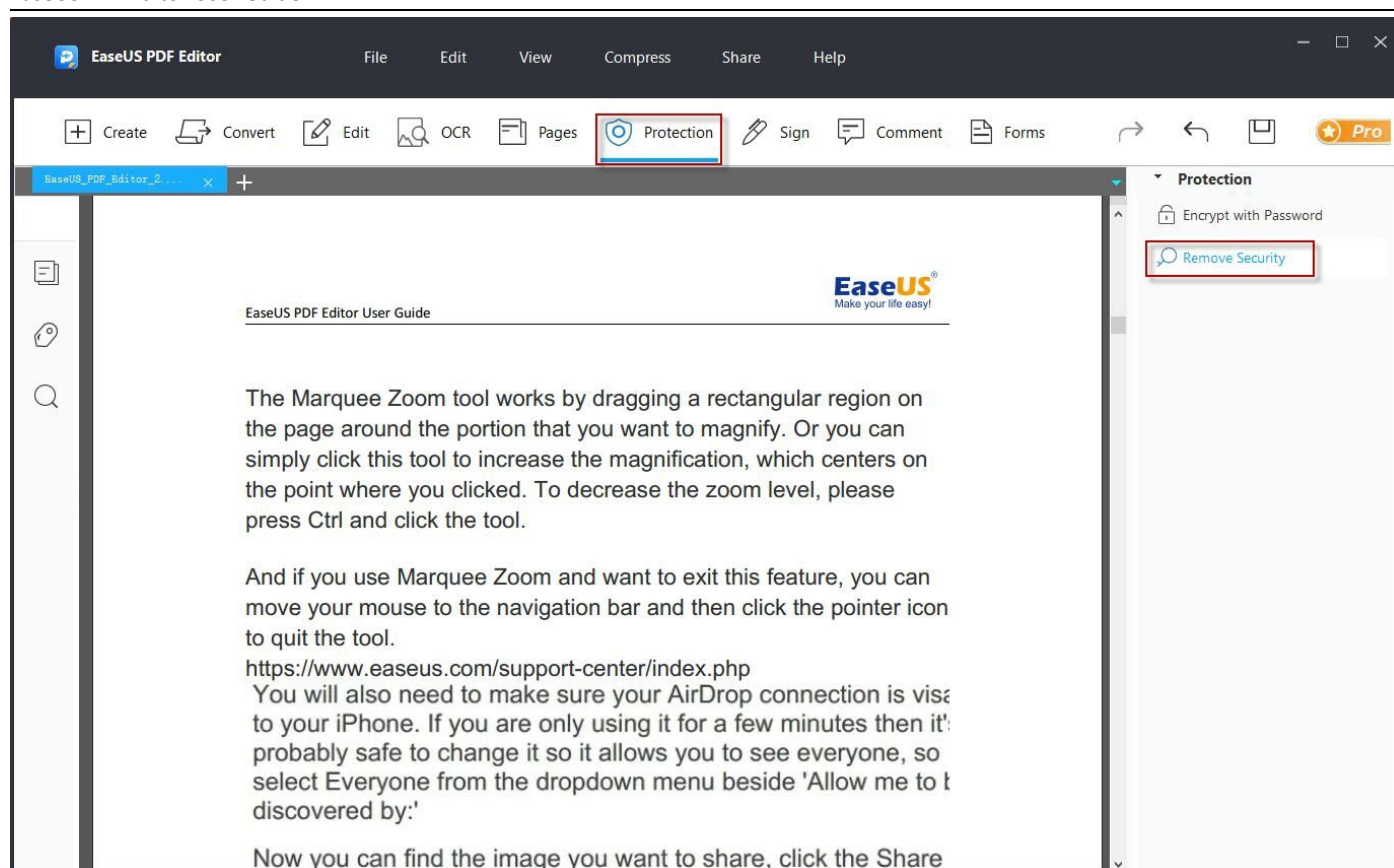 EaseUS PDF Editor
File Edit View Compress Share Help
Create Convert Edit OCR Pages Protection Sign Comment Forms Pro
EaseUS_PDF_Editor_2....
Protection
Encrypt with Password
Remove Security
EaseUS®
Make your life easy!
EaseUS PDF Editor User Guide
The Marquee Zoom tool works by dragging a rectangular region on
the page around the portion that you want to magnify. Or you can
simply click this tool to increase the magnification, which centers on
the point where you clicked. To decrease the zoom level, please
press Ctrl and click the tool.
And if you use Marquee Zoom and want to exit this feature, you can
move your mouse to the navigation bar and then click the pointer icon
to quit the tool.
https://www.easeus.com/support-center/index.php
You will also need to make sure your AirDrop connection is
to your iPhone. If you are only using it for a few minutes then it'
probably safe to change it so it allows you to see everyone, so
select Everyone from the dropdown menu beside 'Allow me to
discovered by:'
Now you can find the image you want to share, click the Share